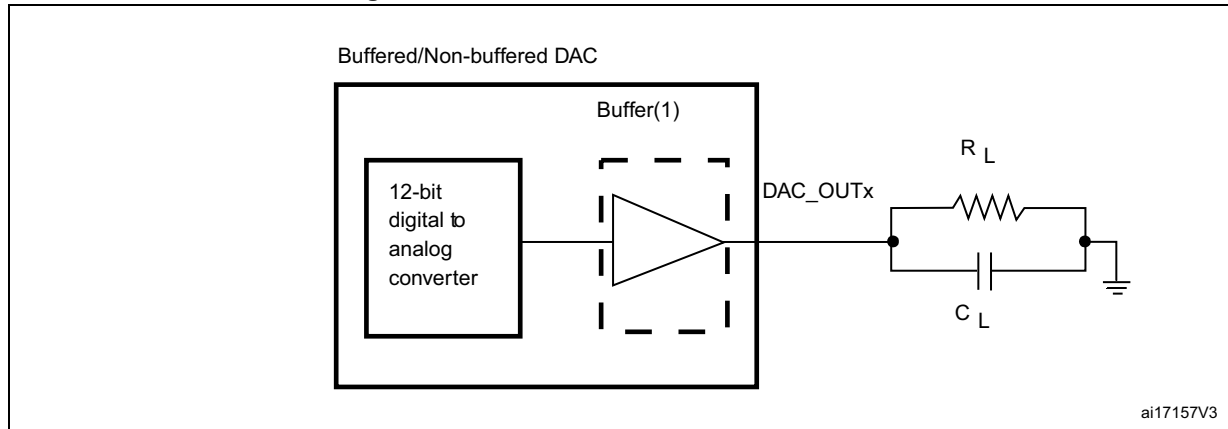 Buffered/Non-buffered DAC
Buffer(1)
12-bit
digital to
analog
converter
DAC_OUTx
R L
C L
ai17157V3